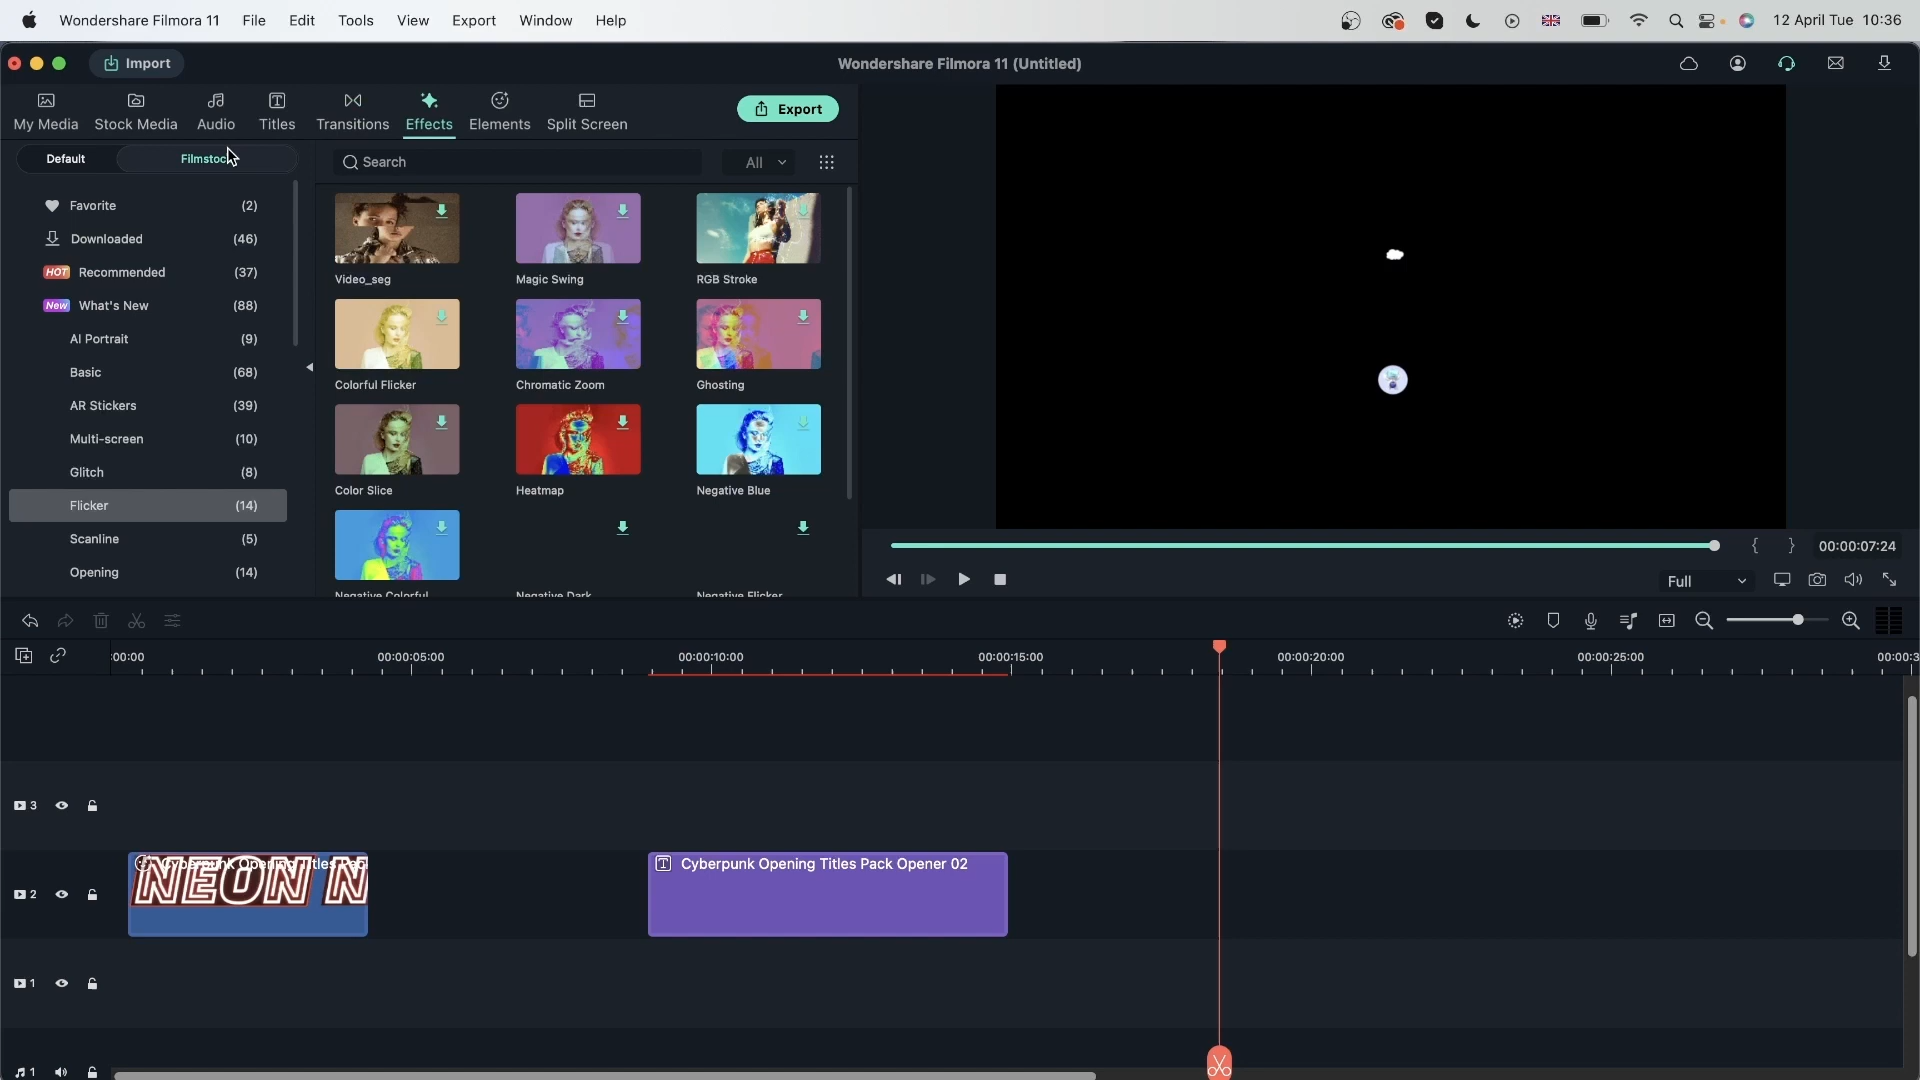 Wondershare Filmora 11 File Edit Tools View Export Window Help 12 April Tue 10:36
Import Wondershare Filmora 11 (Untitled)
My Media Stock Media Audio Titles Transitions Effects Elements Split Screen Export
Default Filmstock Search All
Favorite (2)
Downloaded (46)
HOT Recommended (37)
New What's New (88)
AI Portrait (9)
Basic (68)
AR Stickers (39)
Multi-screen (10)
Glitch (8)
Flicker (14)
Scanline (5)
Opening (14)
Video_seg Magic Swing RGB Stroke
Colorful Flicker Chromatic Zoom Ghosting
Color Slice Heatmap Negative Blue
Negative Colorful Negative Dark Negative Flicker
{ } 00:00:07:24
Full
:00:00 00:00:05:00 00:00:10:00 00:00:15:00 00:00:20:00 00:00:25:00 00:00:3
3
2
Cyberpunk Opening Titles Pac
NEON N
Cyberpunk Opening Titles Pack Opener 02
1
1